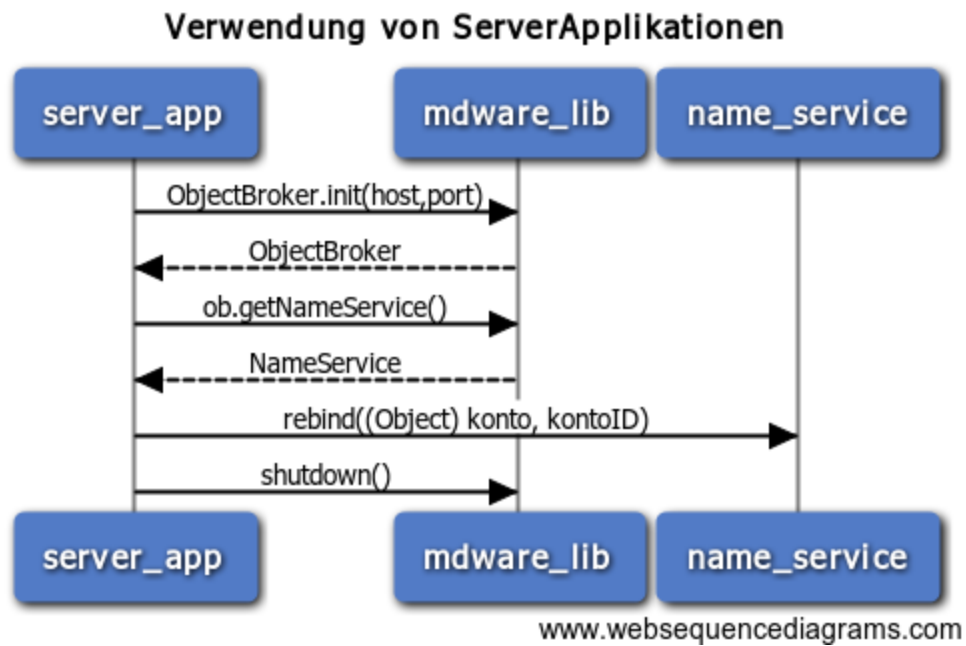 Verwendung von ServerApplikationen
server_app mdware_lib name_service
ObjectBroker.init(host,port)
ObjectBroker
ob.getNameService()
NameService
rebind((Object) konto, kontoID)
shutdown()
server_app mdware_lib name_service
www.websequencediagrams.com